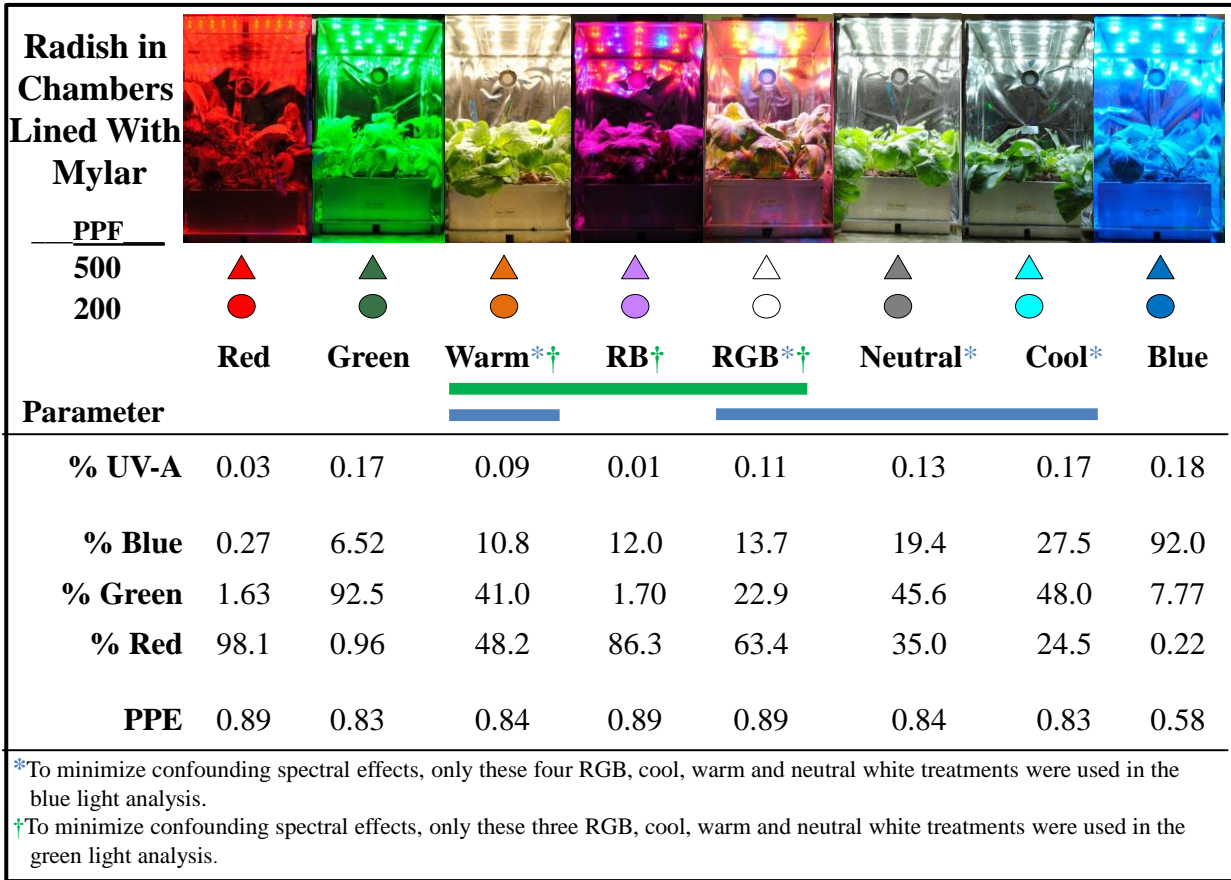 Radish in
Chambers
Lined With
Mylar
PPF
500
200
Red Green Warm*† RB† RGB*† Neutral* Cool* Blue
Parameter
% UV-A 0.03 0.17 0.09 0.01 0.11 0.13 0.17 0.18
% Blue 0.27 6.52 10.8 12.0 13.7 19.4 27.5 92.0
% Green 1.63 92.5 41.0 1.70 22.9 45.6 48.0 7.77
% Red 98.1 0.96 48.2 86.3 63.4 35.0 24.5 0.22
PPE 0.89 0.83 0.84 0.89 0.89 0.84 0.83 0.58
*To minimize confounding spectral effects, only these four RGB, cool, warm and neutral white treatments were used in the
blue light analysis.
†To minimize confounding spectral effects, only these three RGB, cool, warm and neutral white treatments were used in the
green light analysis.